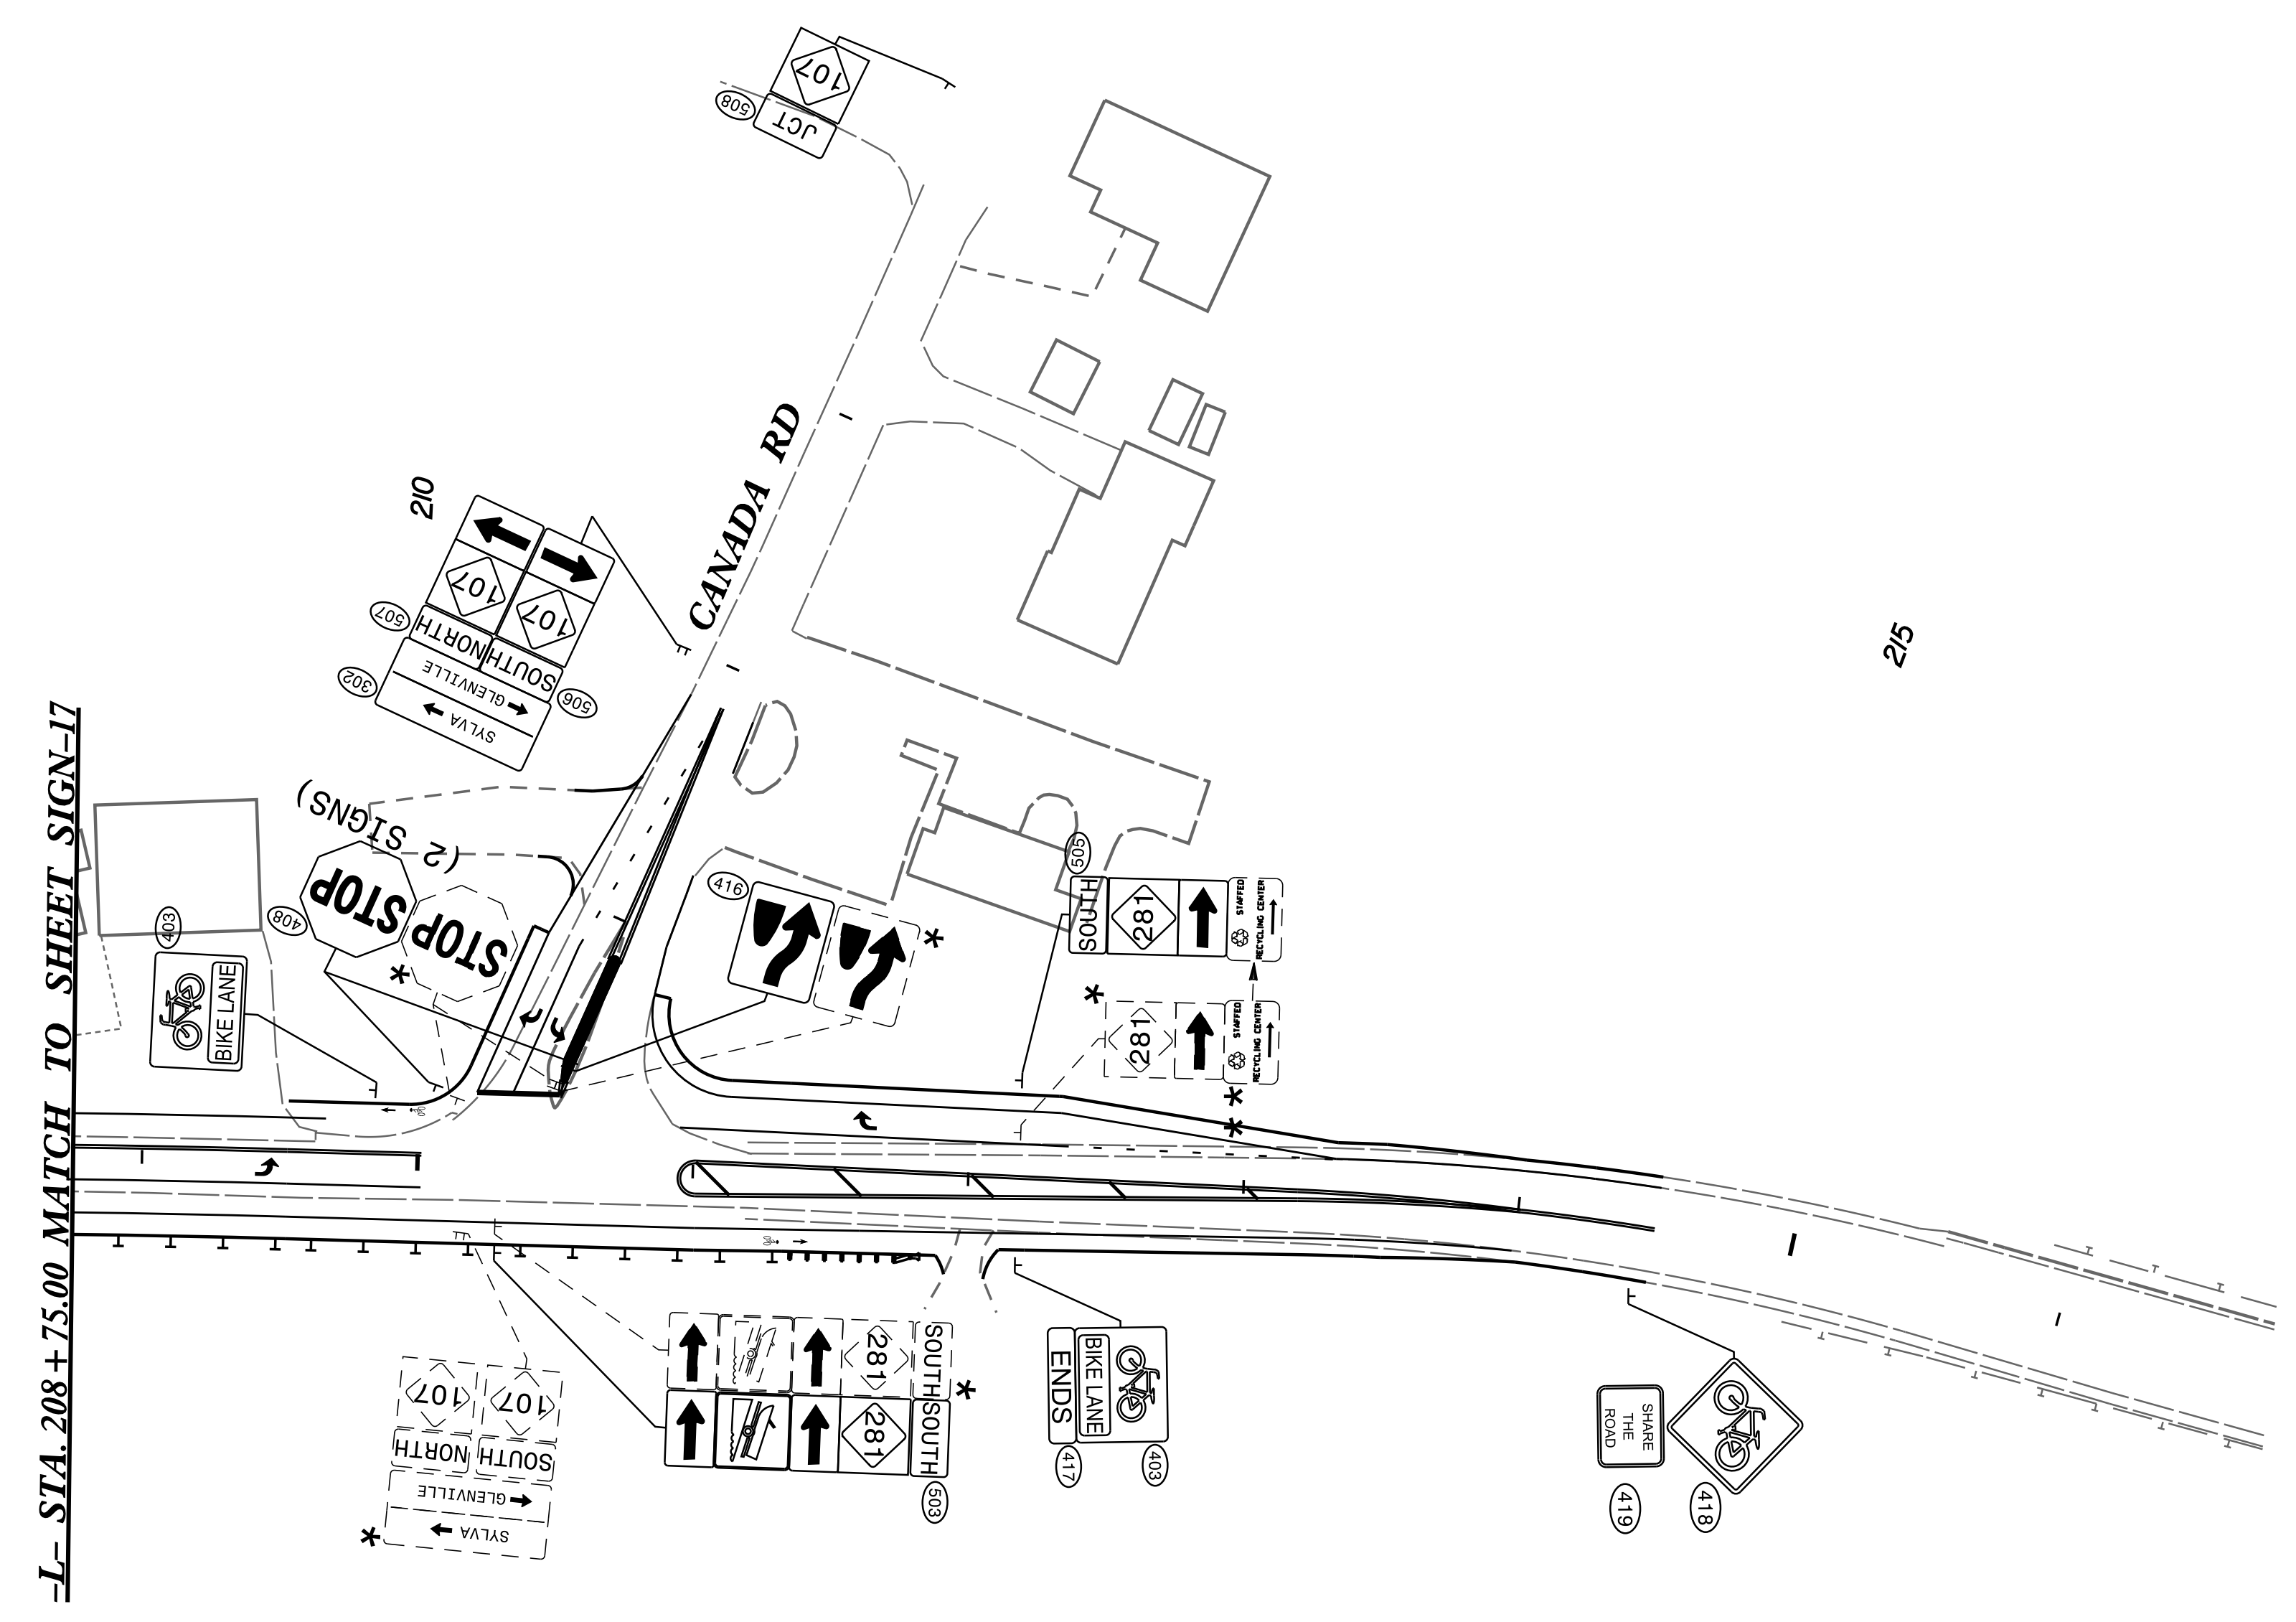 107
JCT
508
CANADA RD
210
107
107
507
NORTH
SOUTH
506
302
GLENVILLE
SYLVA
215
-L- STA. 208+75.00 MATCH TO SHEET SIGN-17
(2 SIGNS)
STOP
STOP
*
408
403
BIKE LANE
416
*
505
SOUTH
281
STAFFED
RECYCLING CENTER
*
281
STAFFED
RECYCLING CENTER
* *
281
SOUTH
*
281
SOUTH
503
107
107
NORTH
SOUTH
GLENVILLE
SYLVA
*
ENDS
BIKE LANE
417
403
SHARE
THE
ROAD
419
418